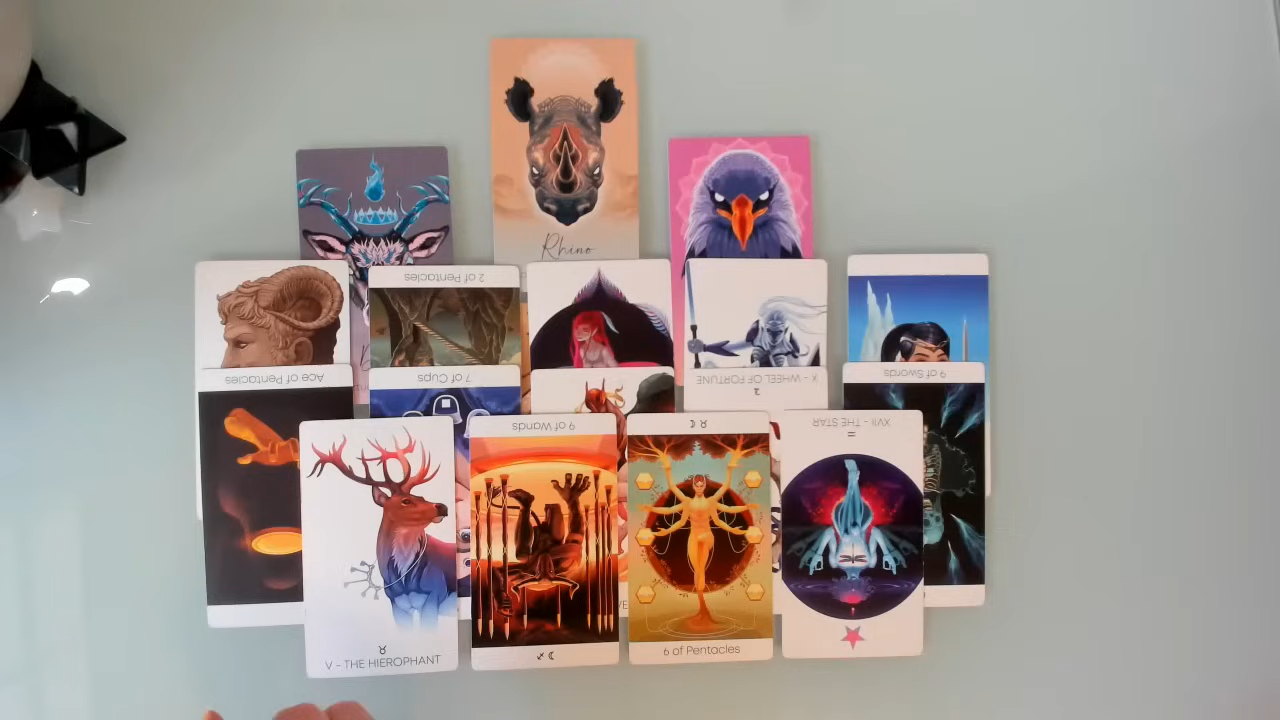 Rhino
2 of Pentacles
Ace of Pentacles
7 of Cups
X - WHEEL OF FORTUNE
9 of Swords
9 of Wands
XVII - THE STAR
V - THE HIEROPHANT
6 of Pentacles